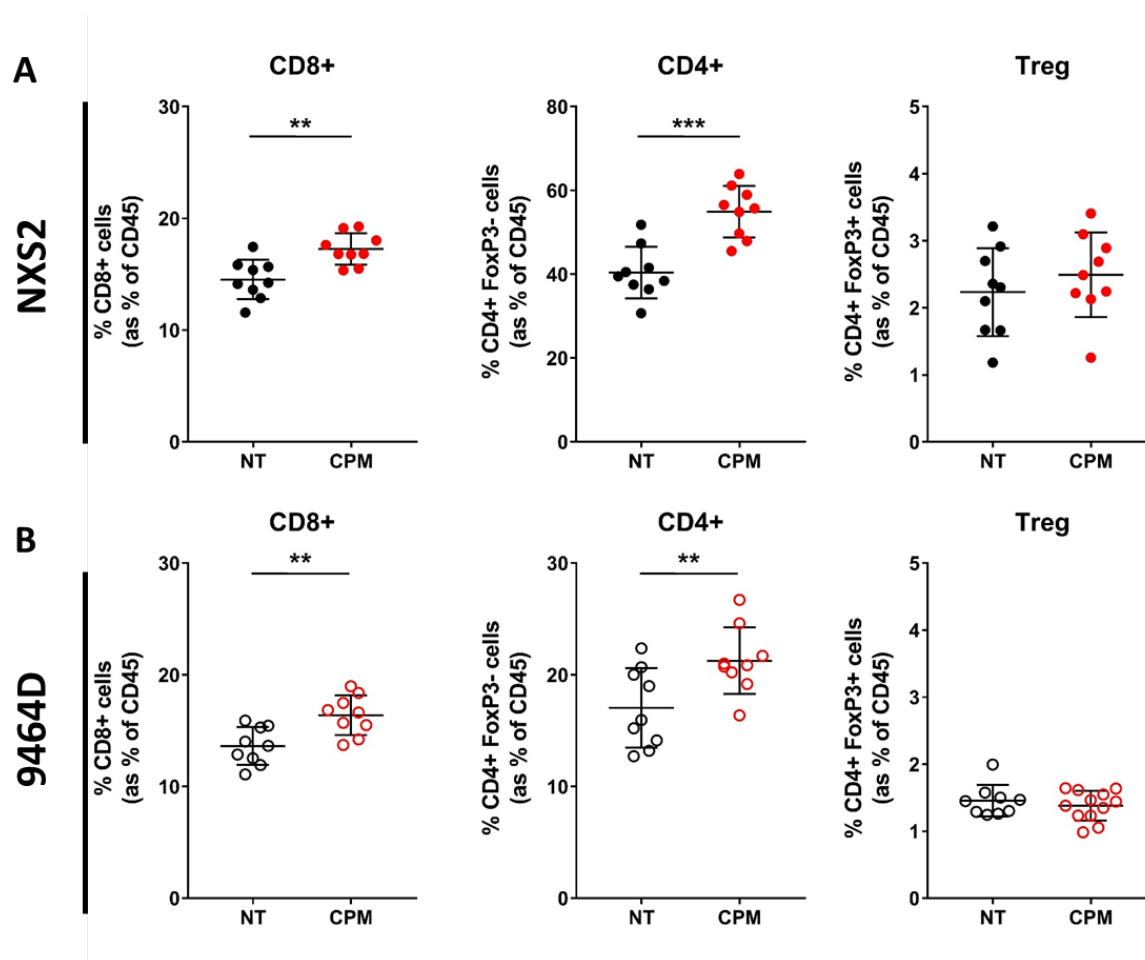 A
NXS2
CD8+
% CD8+ cells
(as % of CD45)
30
20
10
0
**
NT CPM
CD4+
% CD4+ FoxP3- cells
(as % of CD45)
80
60
40
20
0
***
NT CPM
Treg
% CD4+ FoxP3+ cells
(as % of CD45)
5
4
3
2
1
0
NT CPM
B
9464D
CD8+
% CD8+ cells
(as % of CD45)
30
20
10
0
**
NT CPM
CD4+
% CD4+ FoxP3- cells
(as % of CD45)
30
20
10
0
**
NT CPM
Treg
% CD4+ FoxP3+ cells
(as % of CD45)
5
4
3
2
1
0
NT CPM